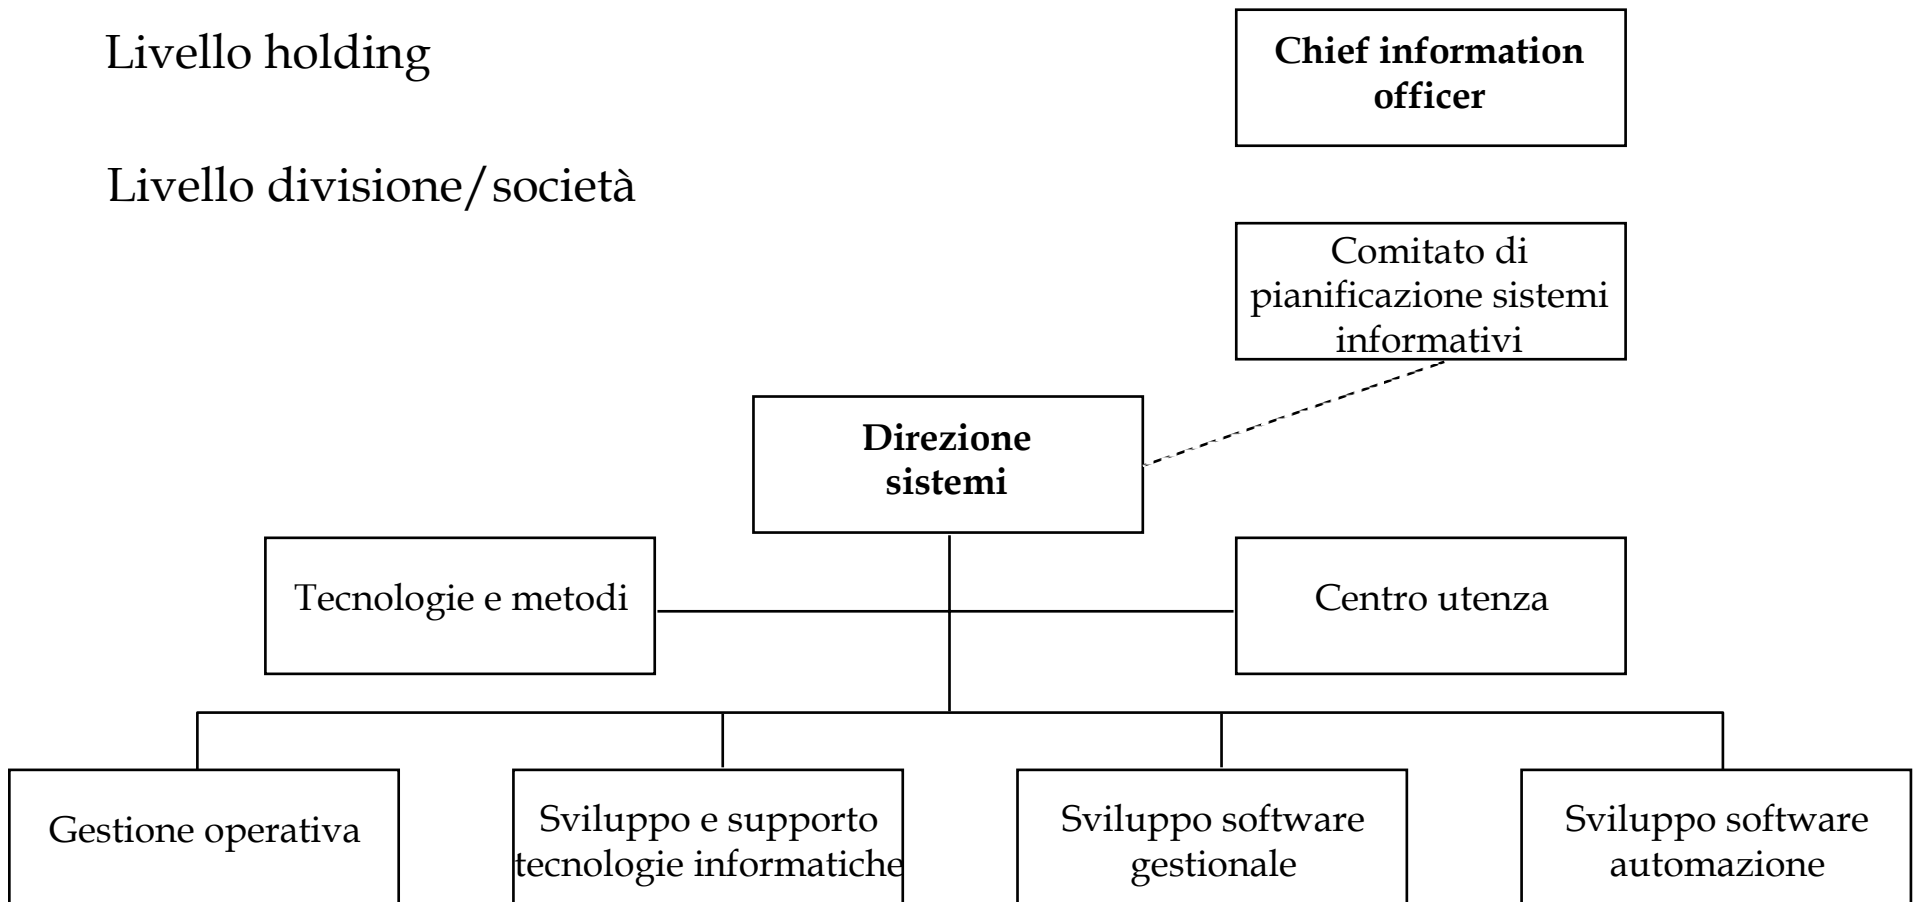 Livello holding
Chief information
officer
Livello divisione/società
Comitato di
pianificazione sistemi
informativi
Direzione
sistemi
Tecnologie e metodi
Centro utenza
Gestione operativa
Sviluppo e supporto
tecnologie informatiche
Sviluppo software
gestionale
Sviluppo software
automazione